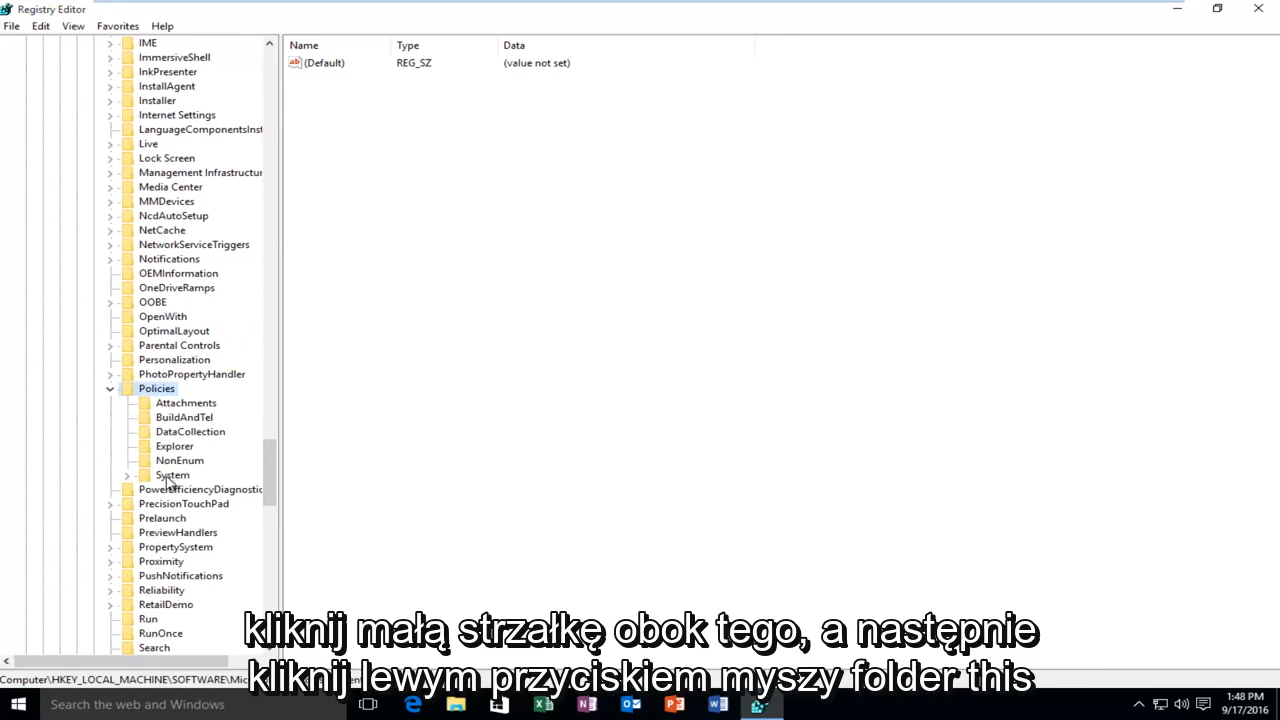 Registry Editor
File Edit View Favorites Help
IME
ImmersiveShell
InkPresenter
InstallAgent
Installer
Internet Settings
LanguageComponentsInst
Live
Lock Screen
Management Infrastructur
Media Center
MMDevices
NcdAutoSetup
NetCache
NetworkServiceTriggers
Notifications
OEMInformation
OneDriveRamps
OOBE
OpenWith
OptimalLayout
Parental Controls
Personalization
PhotoPropertyHandler
Policies
Attachments
BuildAndTel
DataCollection
Explorer
NonEnum
System
PowerEfficiencyDiagnostic
PrecisionTouchPad
Prelaunch
PreviewHandlers
PropertySystem
Proximity
PushNotifications
Reliability
RetailDemo
Run
RunOnce
Search
Name Type Data
(Default) REG_SZ (value not set)
kliknij małą strzałkę obok tego, a następnie
kliknij lewym przyciskiem myszy folder this
Computer\HKEY_LOCAL_MACHINE\SOFTWARE\Mic
Search the web and Windows
1:48 PM
9/17/2016